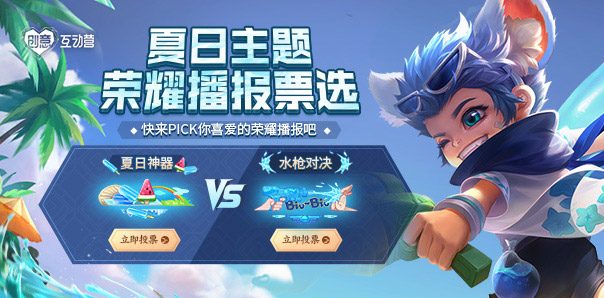 创意互动营
夏日主题
荣耀播报票选
快来PICK你喜爱的荣耀播报吧
夏日神器
VS
水枪对决
Biu~Biu
立即投票
立即投票